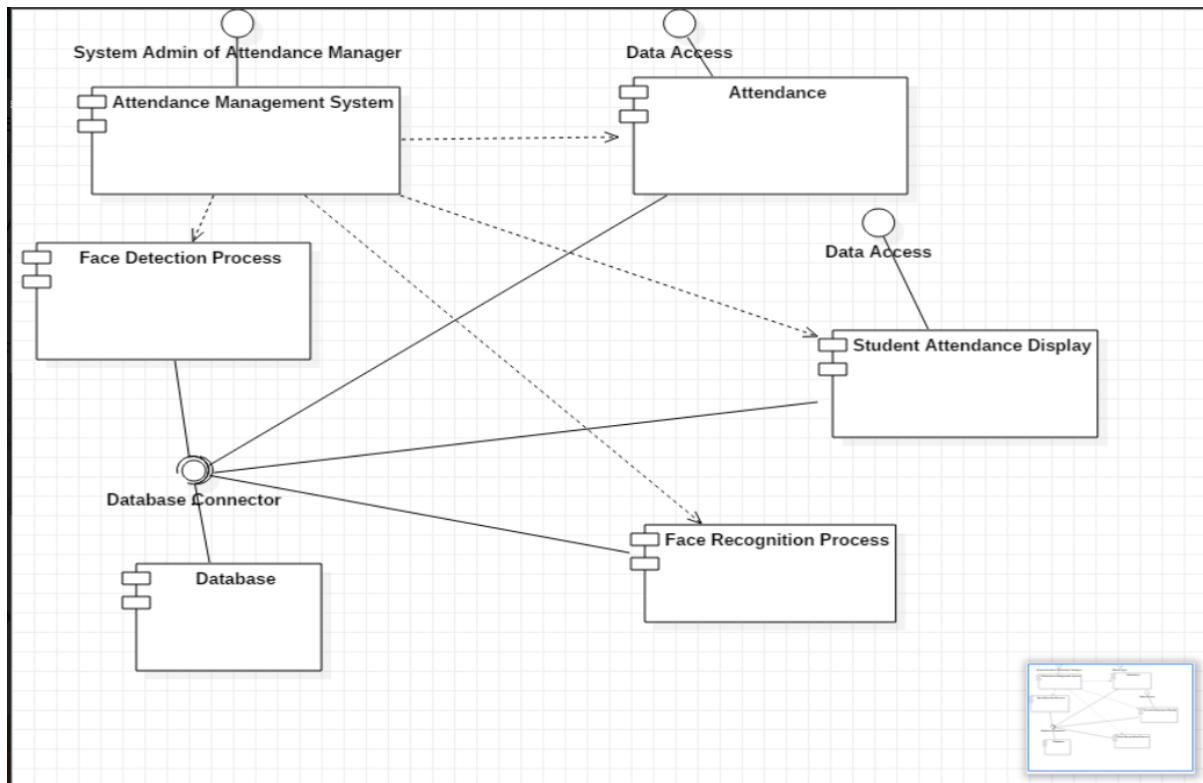 System Admin of Attendance Manager
Data Access
Attendance Management System
Attendance
Data Access
Face Detection Process
Student Attendance Display
Database Connector
Face Recognition Process
Database